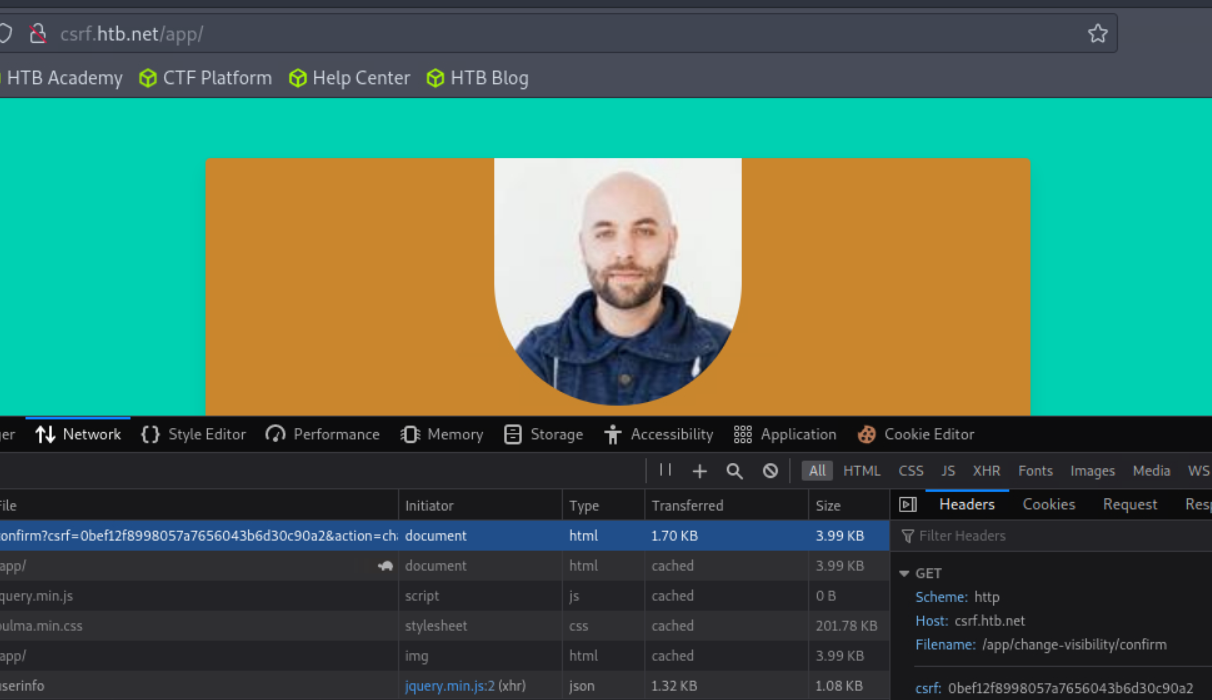 csrf.htb.net/app/
HTB Academy CTF Platform Help Center HTB Blog
er Network Style Editor Performance Memory Storage Accessibility Application Cookie Editor
All HTML CSS JS XHR Fonts Images Media WS
File Initiator Type Transferred Size Headers Cookies Request Resp
onfirm?csrf=0bef12f8998057a7656043b6d30c90a2&action=cha document html 1.70 KB 3.99 KB Filter Headers
app/ document html cached 3.99 KB GET
query.min.js script js cached 0 B Scheme: http
bulma.min.css stylesheet css cached 201.78 KB Host: csrf.htb.net
app/ img html cached 3.99 KB Filename: /app/change-visibility/confirm
serinfo jquery.min.js:2 (xhr) json 1.32 KB 1.08 KB csrf: 0bef12f8998057a7656043b6d30c90a2